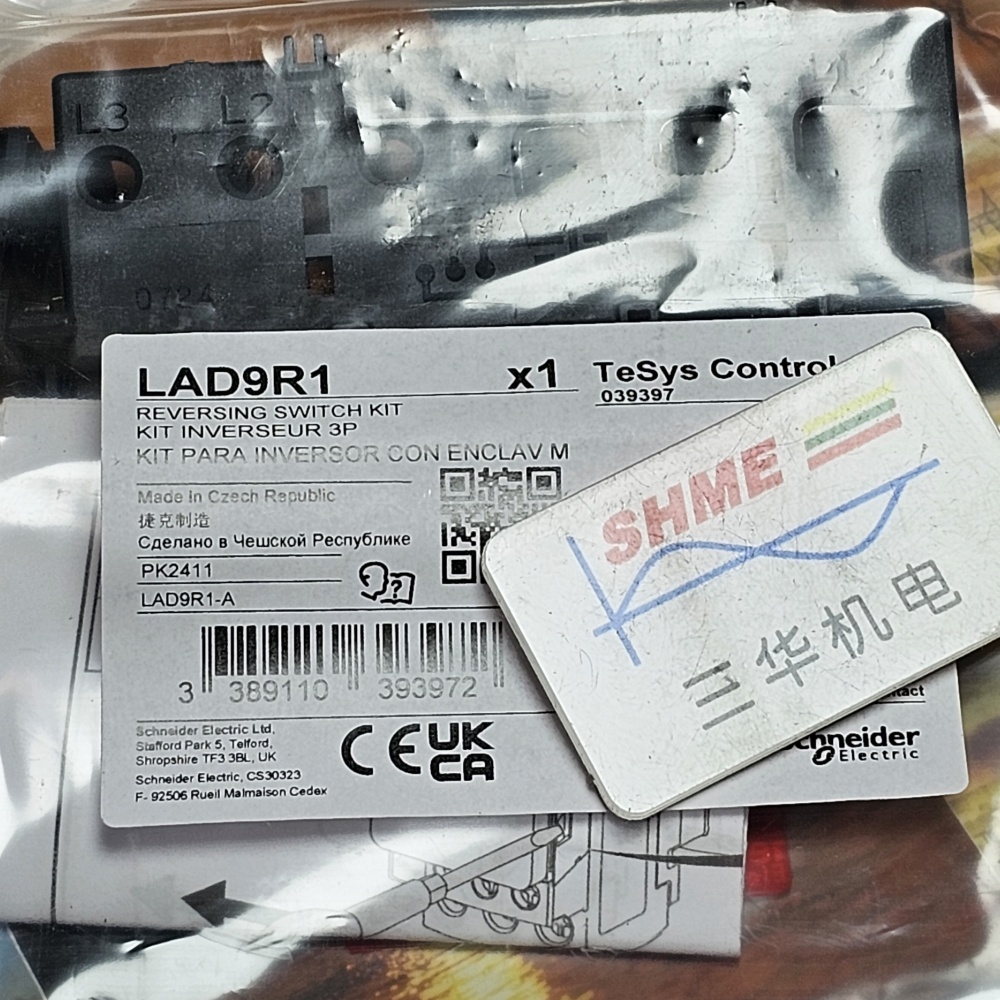 L3 L2
0724
LAD9R1 x1 TeSys Control
039397
REVERSING SWITCH KIT
KIT INVERSEUR 3P
KIT PARA INVERSOR CON ENCLAV M
Made in Czech Republic
捷克制造
Сделано в Чешской Республике
PK2411
?
LAD9R1-A
3 389110 393972
Schneider Electric Ltd,
Stafford Park 5, Telford,
Shropshire TF3 3BL, UK
Schneider Electric, CS30323
F- 92506 Rueil Malmaison Cedex
CE UK
CA
SHME
三华机电
chneider
Electric